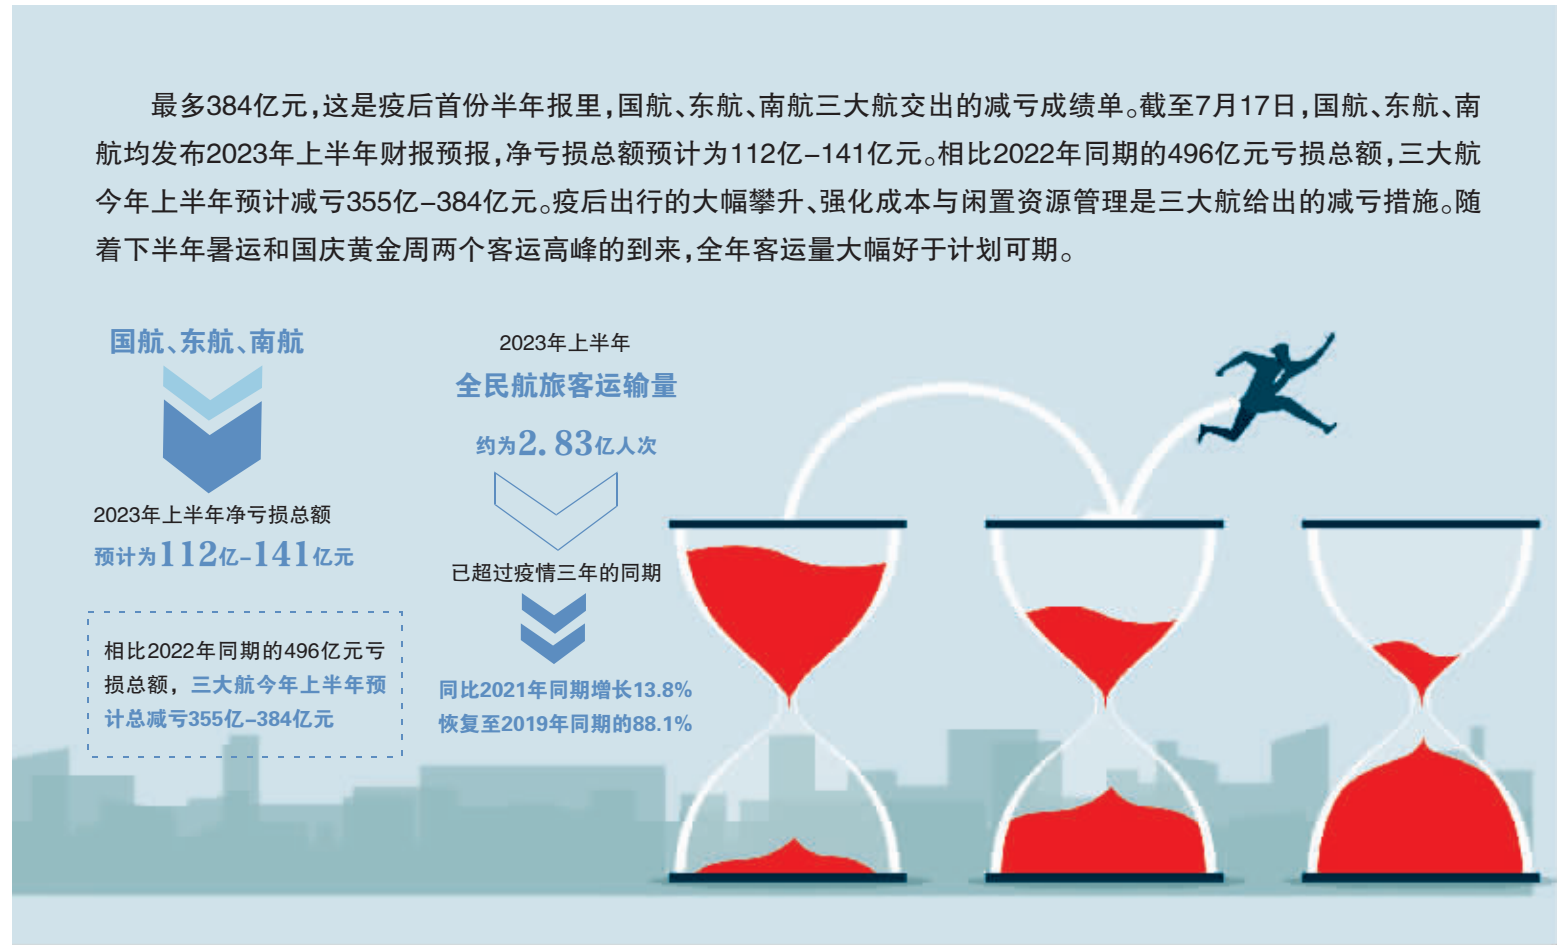 最多384亿元，这是疫后首份半年报里，国航、东航、南航三大航交出的减亏成绩单。截至7月17日，国航、东航、南
航均发布2023年上半年财报预报，净亏损总额预计为112亿-141亿元。相比2022年同期的496亿元亏损总额，三大航
今年上半年预计减亏355亿-384亿元。疫后出行的大幅攀升、强化成本与闲置资源管理是三大航给出的减亏措施。随
着下半年暑运和国庆黄金周两个客运高峰的到来，全年客运量大幅好于计划可期。
国航、东航、南航
2023年上半年净亏损总额
预计为112亿-141亿元
相比2022年同期的496亿元亏
损总额，三大航今年上半年预
计总减亏355亿-384亿元
2023年上半年
全民航旅客运输量
约为2.83亿人次
已超过疫情三年的同期
同比2021年同期增长13.8%
恢复至2019年同期的88.1%